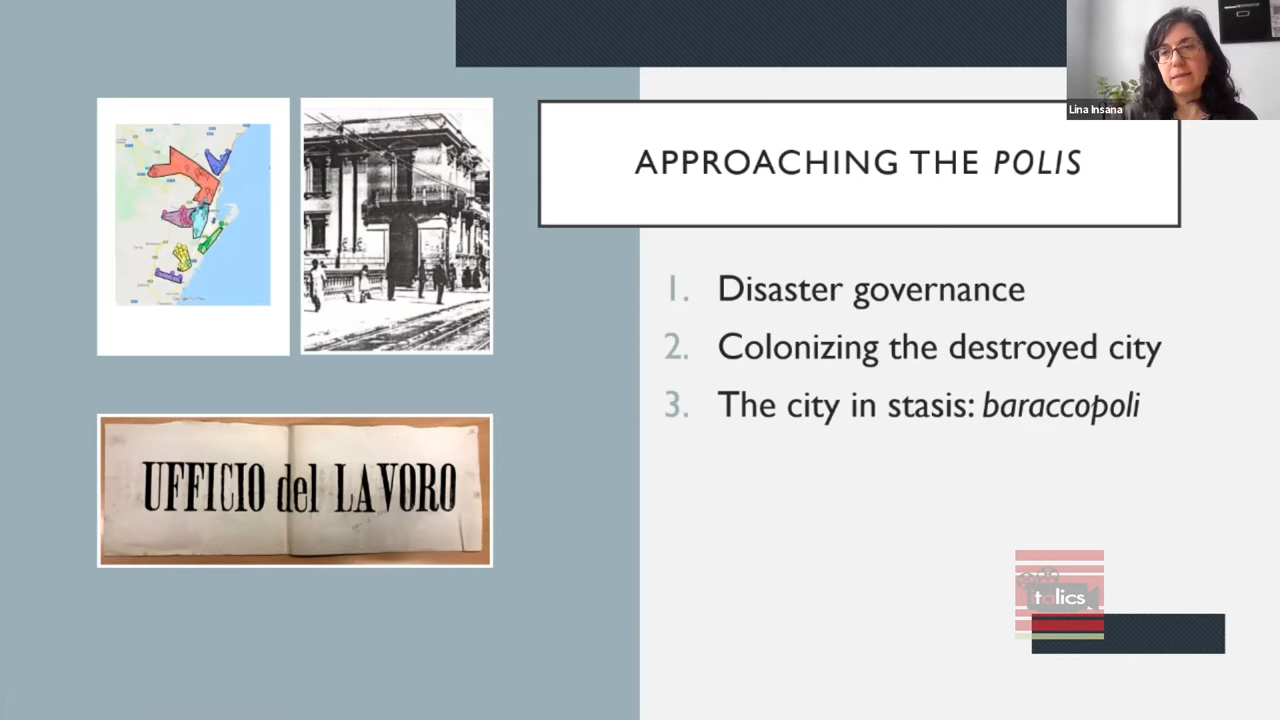 Lina Insana
APPROACHING THE POLIS
1. Disaster governance
2. Colonizing the destroyed city
3. The city in stasis: baraccopoli
UFFICIO del LAVORO
italics